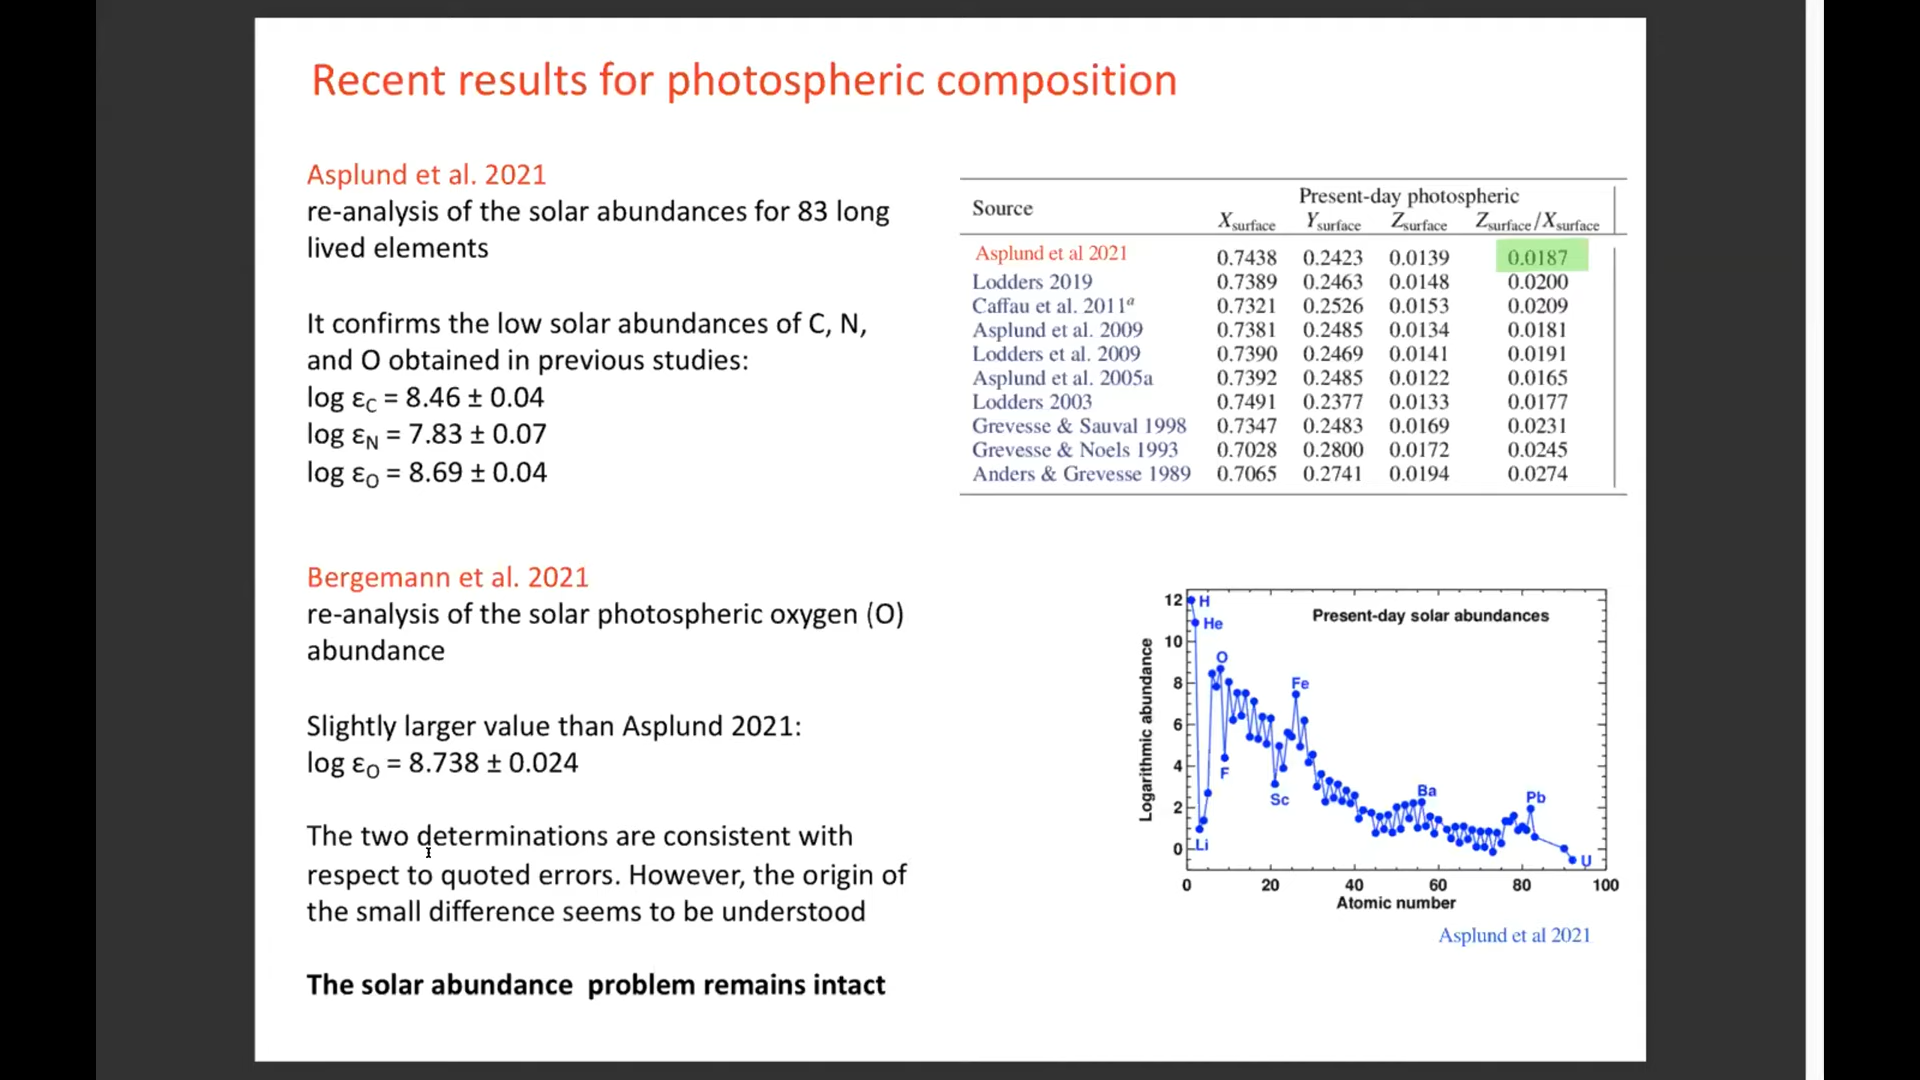 Recent results for photospheric composition
Asplund et al. 2021
re-analysis of the solar abundances for 83 long
lived elements
It confirms the low solar abundances of C, N,
and O obtained in previous studies:
log εC = 8.46 ± 0.04
log εN = 7.83 ± 0.07
log εO = 8.69 ± 0.04
Bergemann et al. 2021
re-analysis of the solar photospheric oxygen (O)
abundance
Slightly larger value than Asplund 2021:
log εO = 8.738 ± 0.024
The two determinations are consistent with
respect to quoted errors. However, the origin of
the small difference seems to be understood
The solar abundance problem remains intact
Source Present-day photospheric
Xsurface Ysurface Zsurface Zsurface/Xsurface
Asplund et al 2021 0.7438 0.2423 0.0139 0.0187
Lodders 2019 0.7389 0.2463 0.0148 0.0200
Caffau et al. 2011a 0.7321 0.2526 0.0153 0.0209
Asplund et al. 2009 0.7381 0.2485 0.0134 0.0181
Lodders et al. 2009 0.7390 0.2469 0.0141 0.0191
Asplund et al. 2005a 0.7392 0.2485 0.0122 0.0165
Lodders 2003 0.7491 0.2377 0.0133 0.0177
Grevesse & Sauval 1998 0.7347 0.2483 0.0169 0.0231
Grevesse & Noels 1993 0.7028 0.2800 0.0172 0.0245
Anders & Grevesse 1989 0.7065 0.2741 0.0194 0.0274
Present-day solar abundances
Logarithmic abundance
12
10
8
6
4
2
0
H
He
O
Fe
F
Sc
Ba
Pb
Li
U
0 20 40 60 80 100
Atomic number
Asplund et al 2021